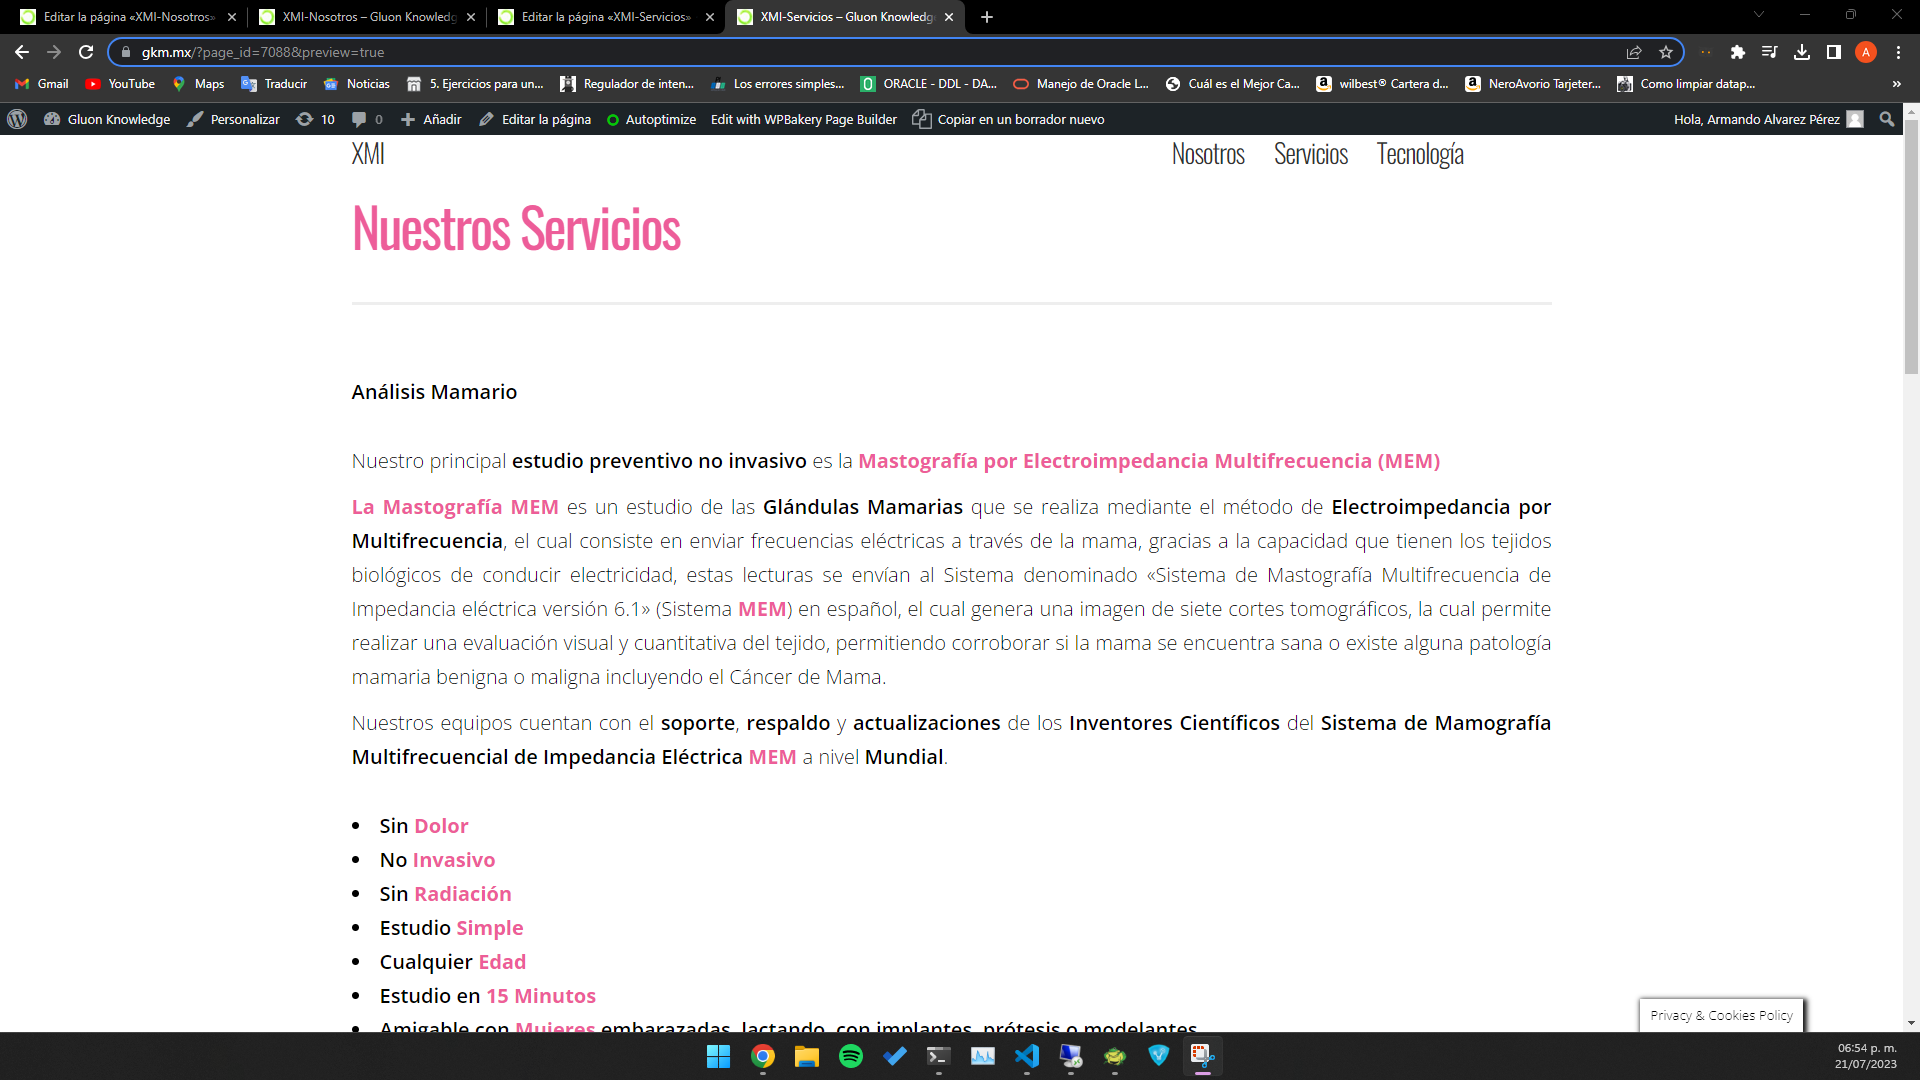 Editar la página «XMI-Nosotros»
XMI-Nosotros – Gluon Knowledg
Editar la página «XMI-Servicios»
XMI-Servicios – Gluon Knowledg
gkm.mx/?page_id=7088&preview=true
A
Gmail
YouTube
Maps
Traducir
Noticias
5. Ejercicios para un...
Regulador de inten...
Los errores simples...
ORACLE - DDL - DA...
Manejo de Oracle L...
Cuál es el Mejor Ca...
wilbest® Cartera d...
NeroAvorio Tarjeter...
Como limpiar datap...
»
Gluon Knowledge
Personalizar
10
0
Añadir
Editar la página
Autoptimize
Edit with WPBakery Page Builder
Copiar en un borrador nuevo
Hola, Armando Alvarez Pérez
XMI
Nosotros
Servicios
Tecnología
Nuestros Servicios
Análisis Mamario
Nuestro principal estudio preventivo no invasivo es la Mastografía por Electroimpedancia Multifrecuencia (MEM)
La Mastografía MEM es un estudio de las Glándulas Mamarias que se realiza mediante el método de Electroimpedancia por
Multifrecuencia, el cual consiste en enviar frecuencias eléctricas a través de la mama, gracias a la capacidad que tienen los tejidos
biológicos de conducir electricidad, estas lecturas se envían al Sistema denominado «Sistema de Mastografía Multifrecuencia de
Impedancia eléctrica versión 6.1» (Sistema MEM) en español, el cual genera una imagen de siete cortes tomográficos, la cual permite
realizar una evaluación visual y cuantitativa del tejido, permitiendo corroborar si la mama se encuentra sana o existe alguna patología
mamaria benigna o maligna incluyendo el Cáncer de Mama.
Nuestros equipos cuentan con el soporte, respaldo y actualizaciones de los Inventores Científicos del Sistema de Mamografía
Multifrecuencial de Impedancia Eléctrica MEM a nivel Mundial.
• Sin Dolor
• No Invasivo
• Sin Radiación
• Estudio Simple
• Cualquier Edad
• Estudio en 15 Minutos
• Amigable con Mujeres embarazadas, lactando, con implantes, prótesis o modelantes
Privacy & Cookies Policy
06:54 p. m.
21/07/2023